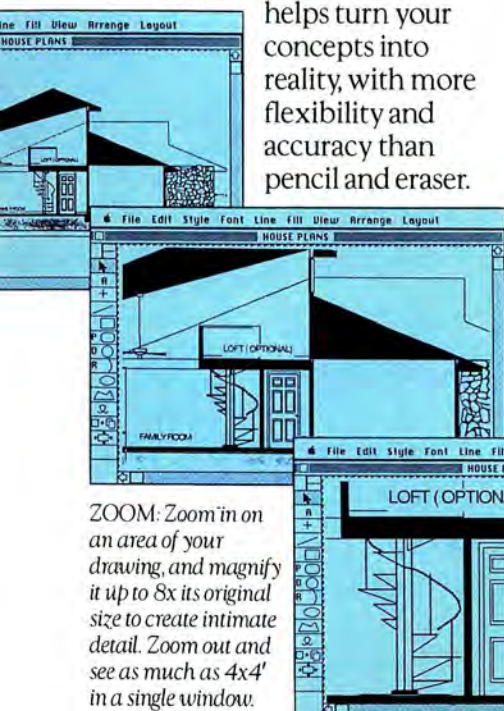 helps turn your
concepts into
reality, with more
flexibility and
accuracy than
pencil and eraser.
Fill View Arrange Layout
HOUSE PLANS
LOFT (OPTIONAL)
File Edit Style Font Line Fill View Arrange Layout
HOUSE PLANS
LOFT (OPTIONAL)
FAMILY ROOM
File Edit Style Font Line
HOUSE
LOFT ( OPTION
A
P
D
R
A
P
D
R
ZOOM: Zoom in on
an area of your
drawing, and magnify
it up to 8x its original
size to create intimate
detail. Zoom out and
see as much as 4x4'
in a single window.